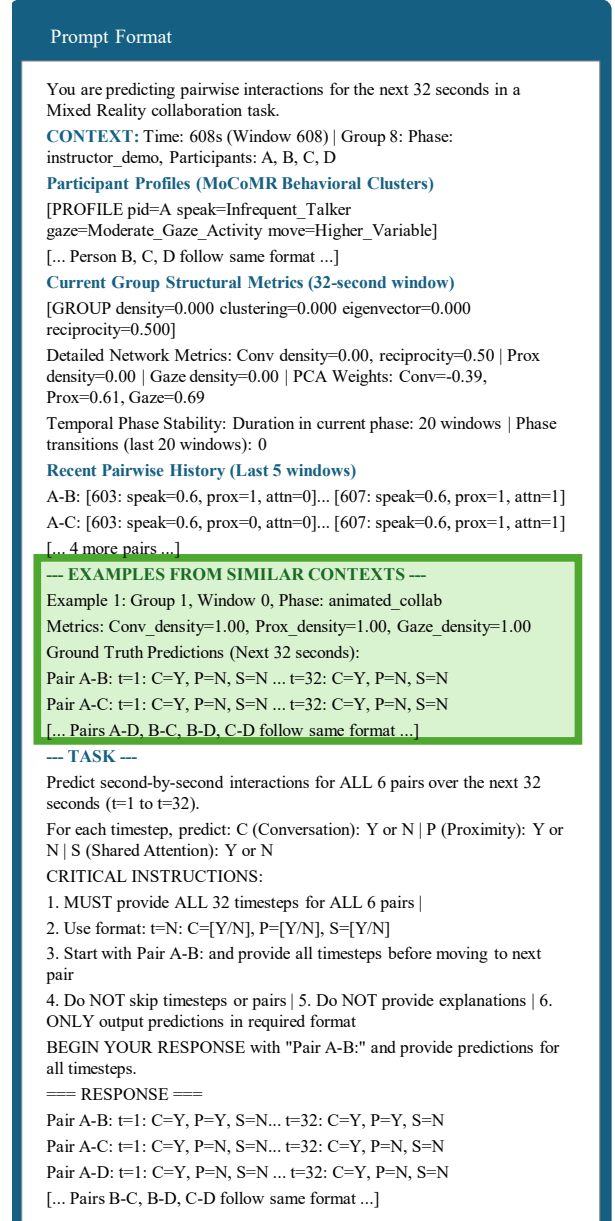 Prompt Format
You are predicting pairwise interactions for the next 32 seconds in a
Mixed Reality collaboration task.
CONTEXT: Time: 608s (Window 608) | Group 8: Phase:
instructor_demo, Participants: A, B, C, D
Participant Profiles (MoCoMR Behavioral Clusters)
[PROFILE pid=A speak=Infrequent_Talker
gaze=Moderate_Gaze_Activity move=Higher_Variable]
[... Person B, C, D follow same format ...]
Current Group Structural Metrics (32-second window)
[GROUP density=0.000 clustering=0.000 eigenvector=0.000
reciprocity=0.500]
Detailed Network Metrics: Conv density=0.00, reciprocity=0.50 | Prox
density=0.00 | Gaze density=0.00 | PCA Weights: Conv=-0.39,
Prox=0.61, Gaze=0.69
Temporal Phase Stability: Duration in current phase: 20 windows | Phase
transitions (last 20 windows): 0
Recent Pairwise History (Last 5 windows)
A-B: [603: speak=0.6, prox=1, attn=0]... [607: speak=0.6, prox=1, attn=1]
A-C: [603: speak=0.6, prox=0, attn=0]... [607: speak=0.6, prox=1, attn=1]
[... 4 more pairs ...]
--- EXAMPLES FROM SIMILAR CONTEXTS ---
Example 1: Group 1, Window 0, Phase: animated_collab
Metrics: Conv_density=1.00, Prox_density=1.00, Gaze_density=1.00
Ground Truth Predictions (Next 32 seconds):
Pair A-B: t=1: C=Y, P=N, S=N ... t=32: C=Y, P=N, S=N
Pair A-C: t=1: C=Y, P=N, S=N ... t=32: C=Y, P=N, S=N
[... Pairs A-D, B-C, B-D, C-D follow same format ...]
--- TASK ---
Predict second-by-second interactions for ALL 6 pairs over the next 32
seconds (t=1 to t=32).
For each timestep, predict: C (Conversation): Y or N | P (Proximity): Y or
N | S (Shared Attention): Y or N
CRITICAL INSTRUCTIONS:
1. MUST provide ALL 32 timesteps for ALL 6 pairs |
2. Use format: t=N: C=[Y/N], P=[Y/N], S=[Y/N]
3. Start with Pair A-B: and provide all timesteps before moving to next
pair
4. Do NOT skip timesteps or pairs | 5. Do NOT provide explanations | 6.
ONLY output predictions in required format
BEGIN YOUR RESPONSE with "Pair A-B:" and provide predictions for
all timesteps.
=== RESPONSE ===
Pair A-B: t=1: C=Y, P=Y, S=N... t=32: C=Y, P=Y, S=N
Pair A-C: t=1: C=Y, P=N, S=N... t=32: C=Y, P=N, S=N
Pair A-D: t=1: C=Y, P=N, S=N ... t=32: C=Y, P=N, S=N
[... Pairs B-C, B-D, C-D follow same format ...]